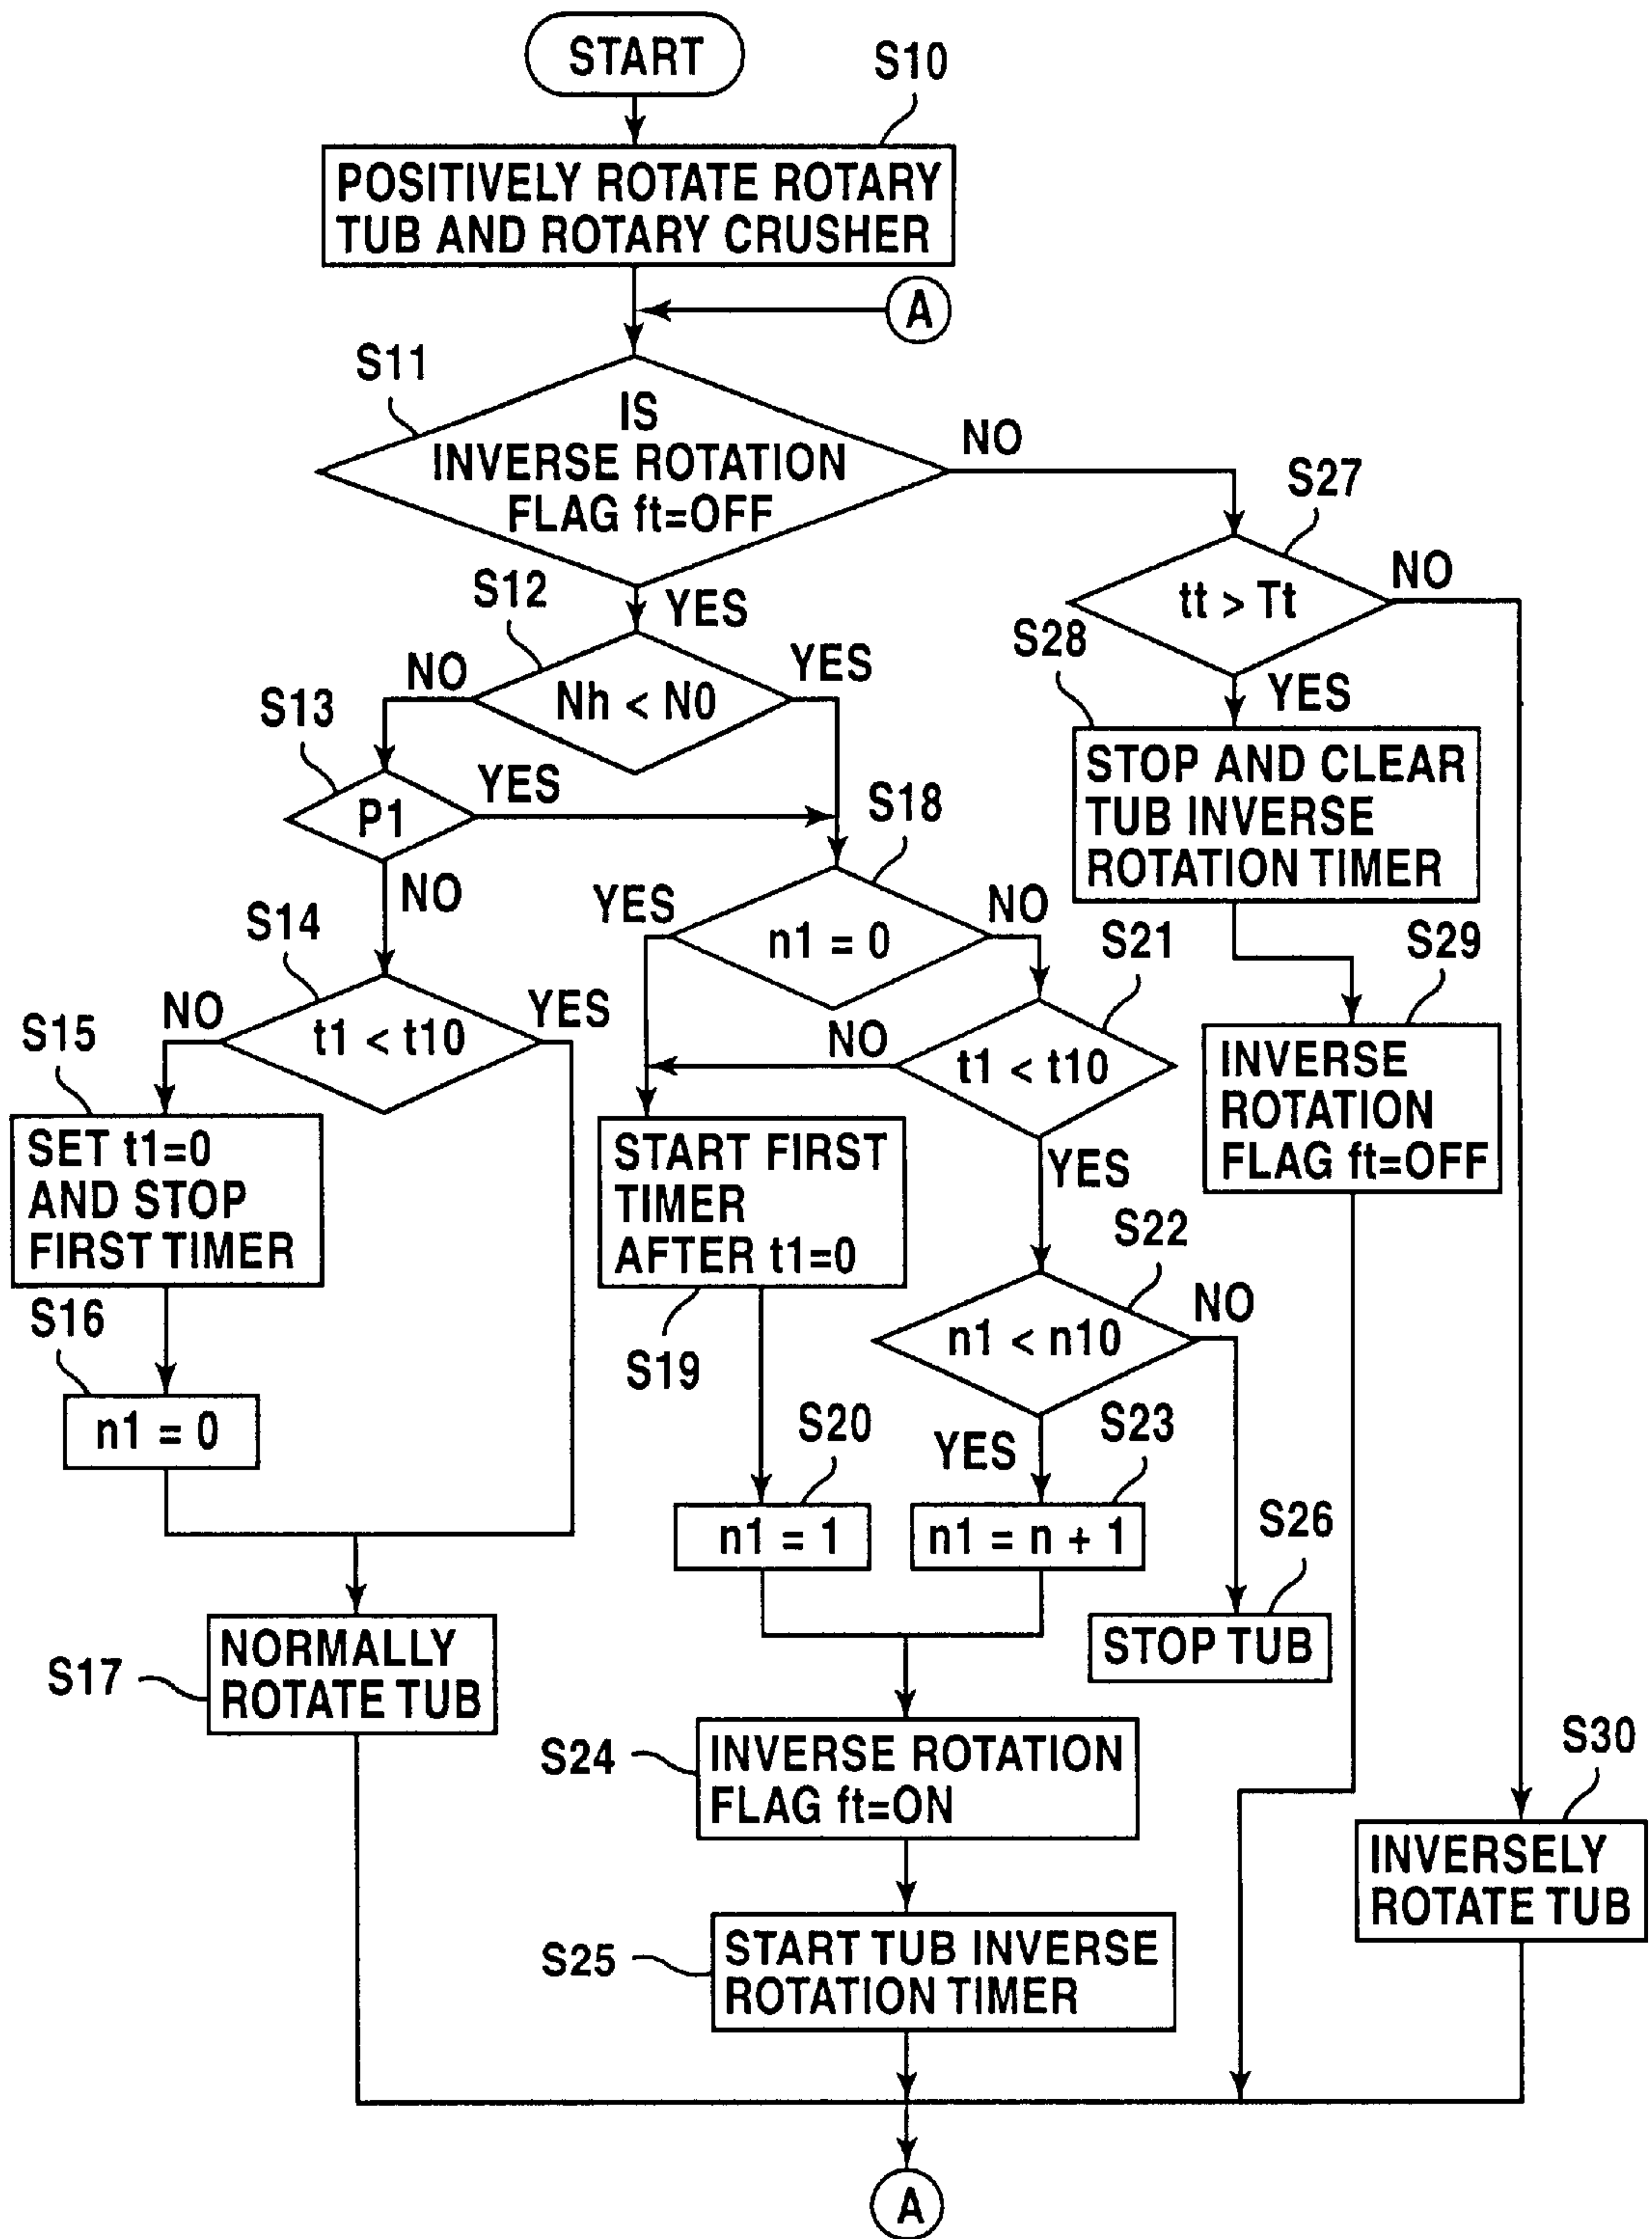 START
S10
POSITIVELY ROTATE ROTARY
TUB AND ROTARY CRUSHER
A
S11
IS
INVERSE ROTATION
FLAG ft=OFF
NO
YES
S27
tt > Tt
NO
YES
S12
Nh < N0
NO
YES
S28
STOP AND CLEAR
TUB INVERSE
ROTATION TIMER
S13
P1
YES
NO
S18
n1 = 0
YES
NO
S14
t1 < t10
NO
YES
S21
t1 < t10
NO
YES
S29
INVERSE
ROTATION
FLAG ft=OFF
S15
SET t1=0
AND STOP
FIRST TIMER
START FIRST
TIMER
AFTER t1=0
S19
S22
n1 < n10
NO
YES
S16
n1 = 0
S20
n1 = 1
S23
n1 = n + 1
S26
STOP TUB
S17
NORMALLY
ROTATE TUB
S24
INVERSE ROTATION
FLAG ft=ON
S30
INVERSELY
ROTATE TUB
S25
START TUB INVERSE
ROTATION TIMER
A